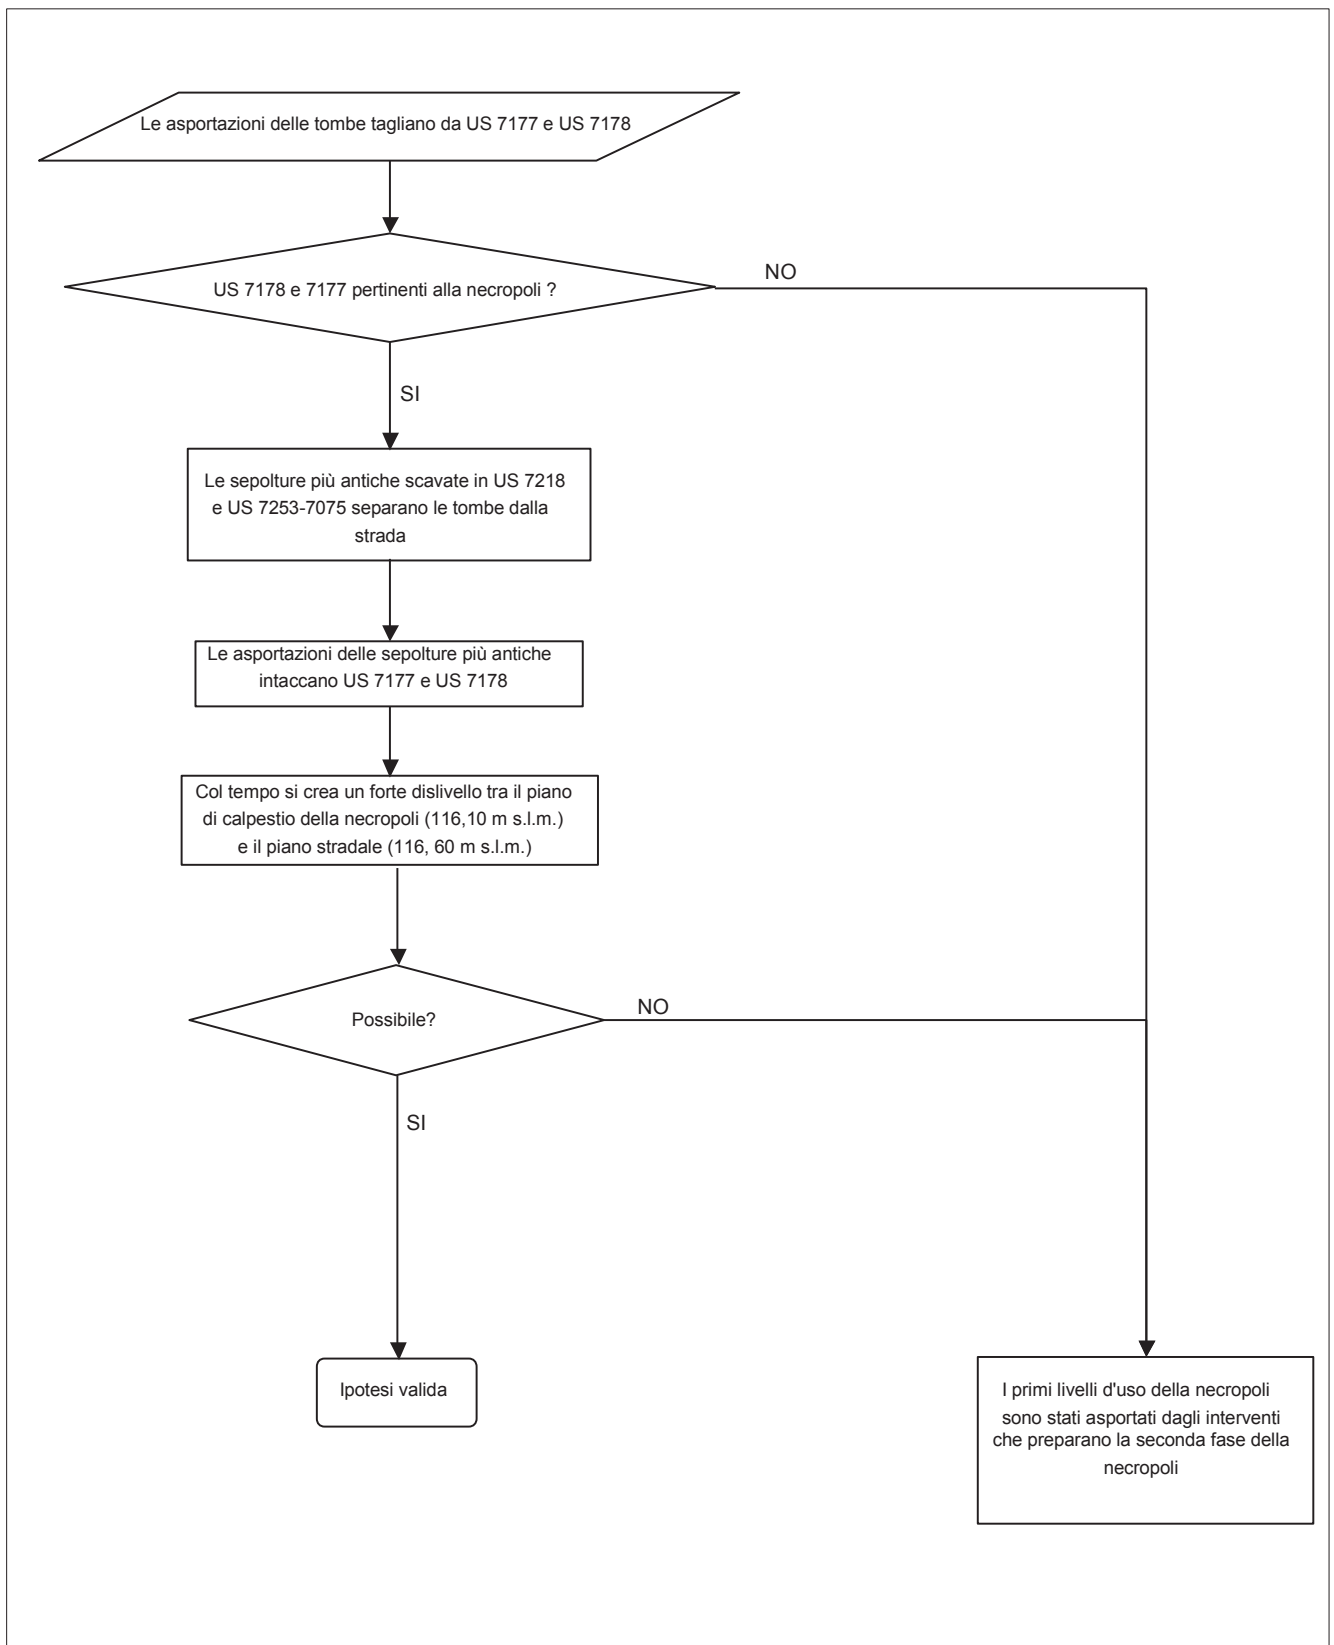 Le asportazioni delle tombe tagliano da US 7177 e US 7178
US 7178 e 7177 pertinenti alla necropoli ?
NO
SI
Le sepolture più antiche scavate in US 7218
e US 7253-7075 separano le tombe dalla
strada
Le asportazioni delle sepolture più antiche
intaccano US 7177 e US 7178
Col tempo si crea un forte dislivello tra il piano
di calpestio della necropoli (116,10 m s.l.m.)
e il piano stradale (116, 60 m s.l.m.)
Possibile?
NO
SI
Ipotesi valida
I primi livelli d'uso della necropoli
sono stati asportati dagli interventi
che preparano la seconda fase della
necropoli